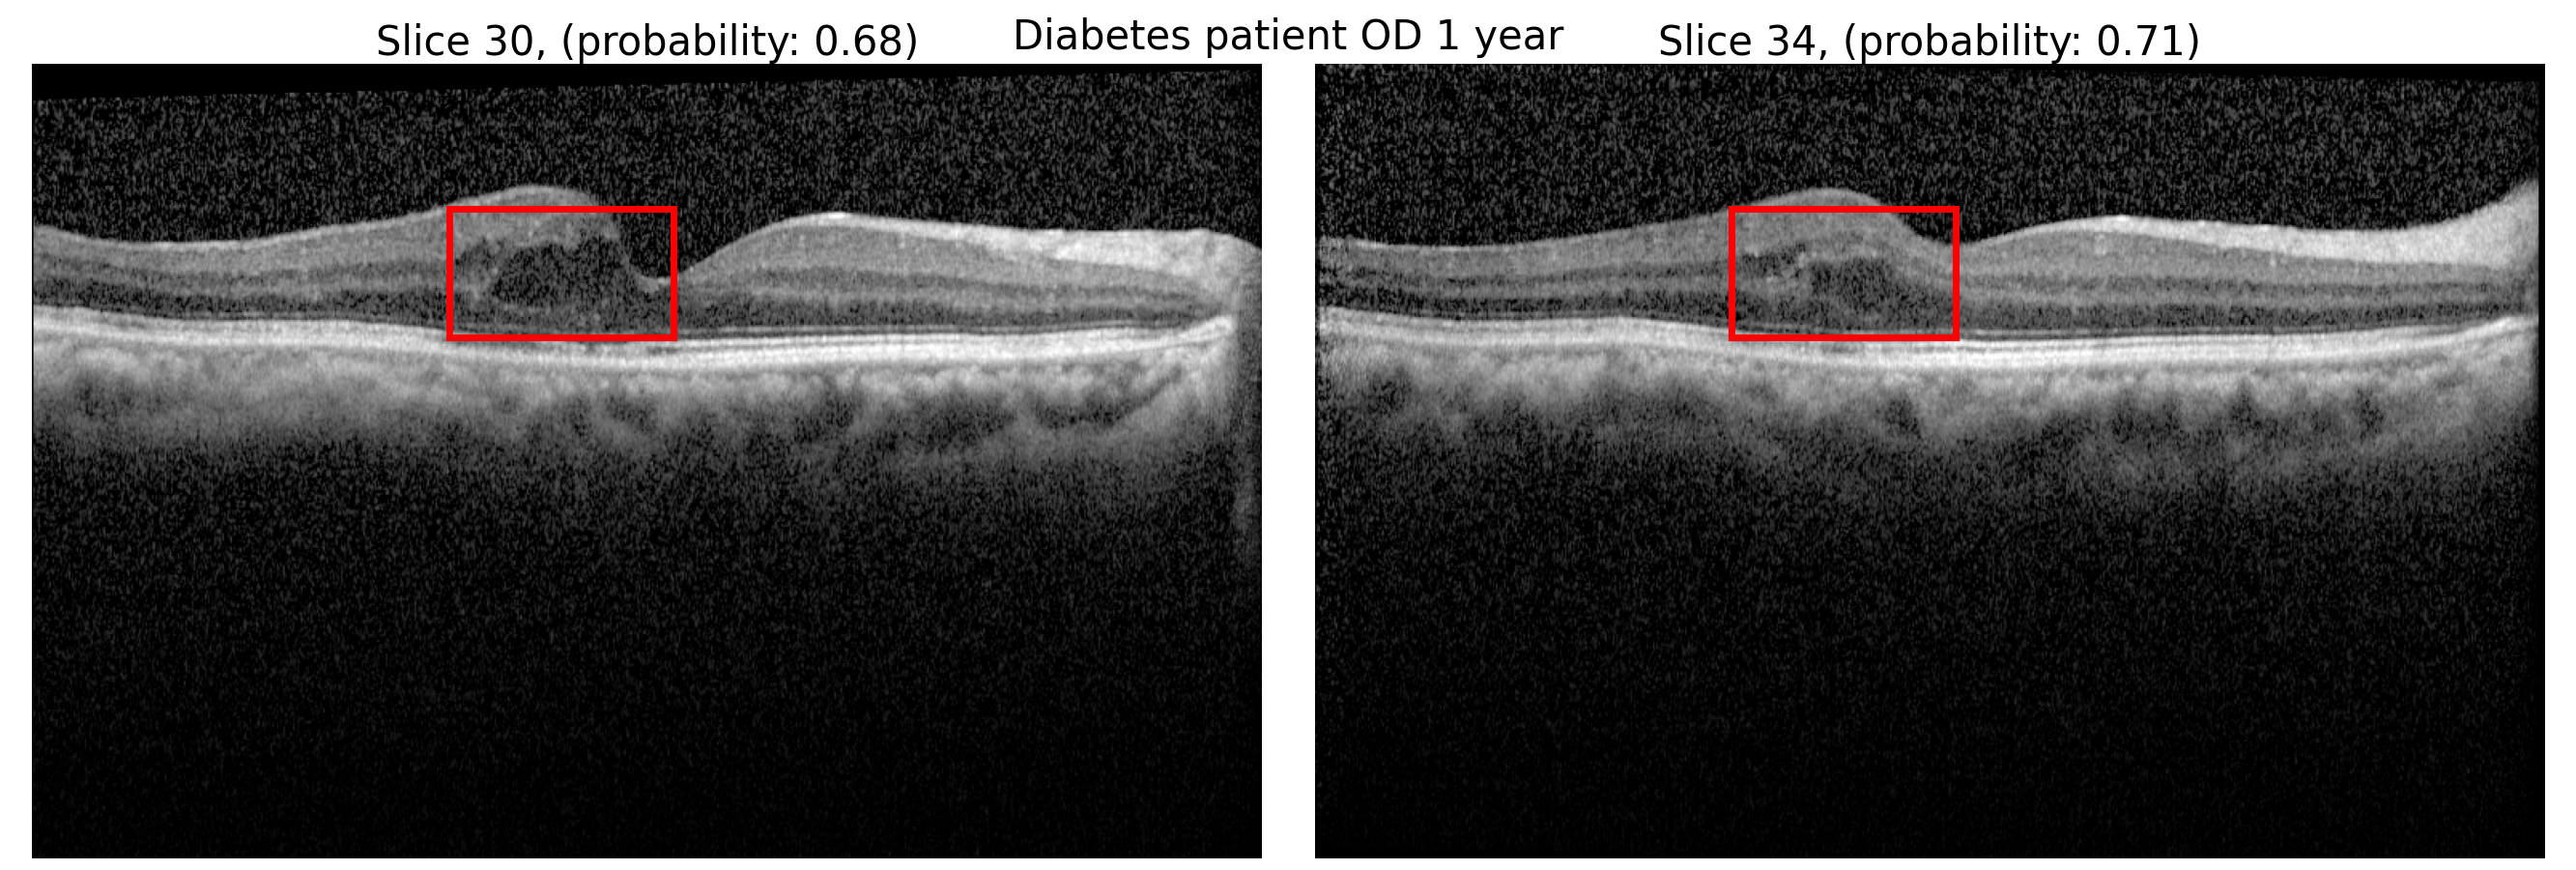 Diabetes patient OD 1 year
Slice 30, (probability: 0.68)
Slice 34, (probability: 0.71)